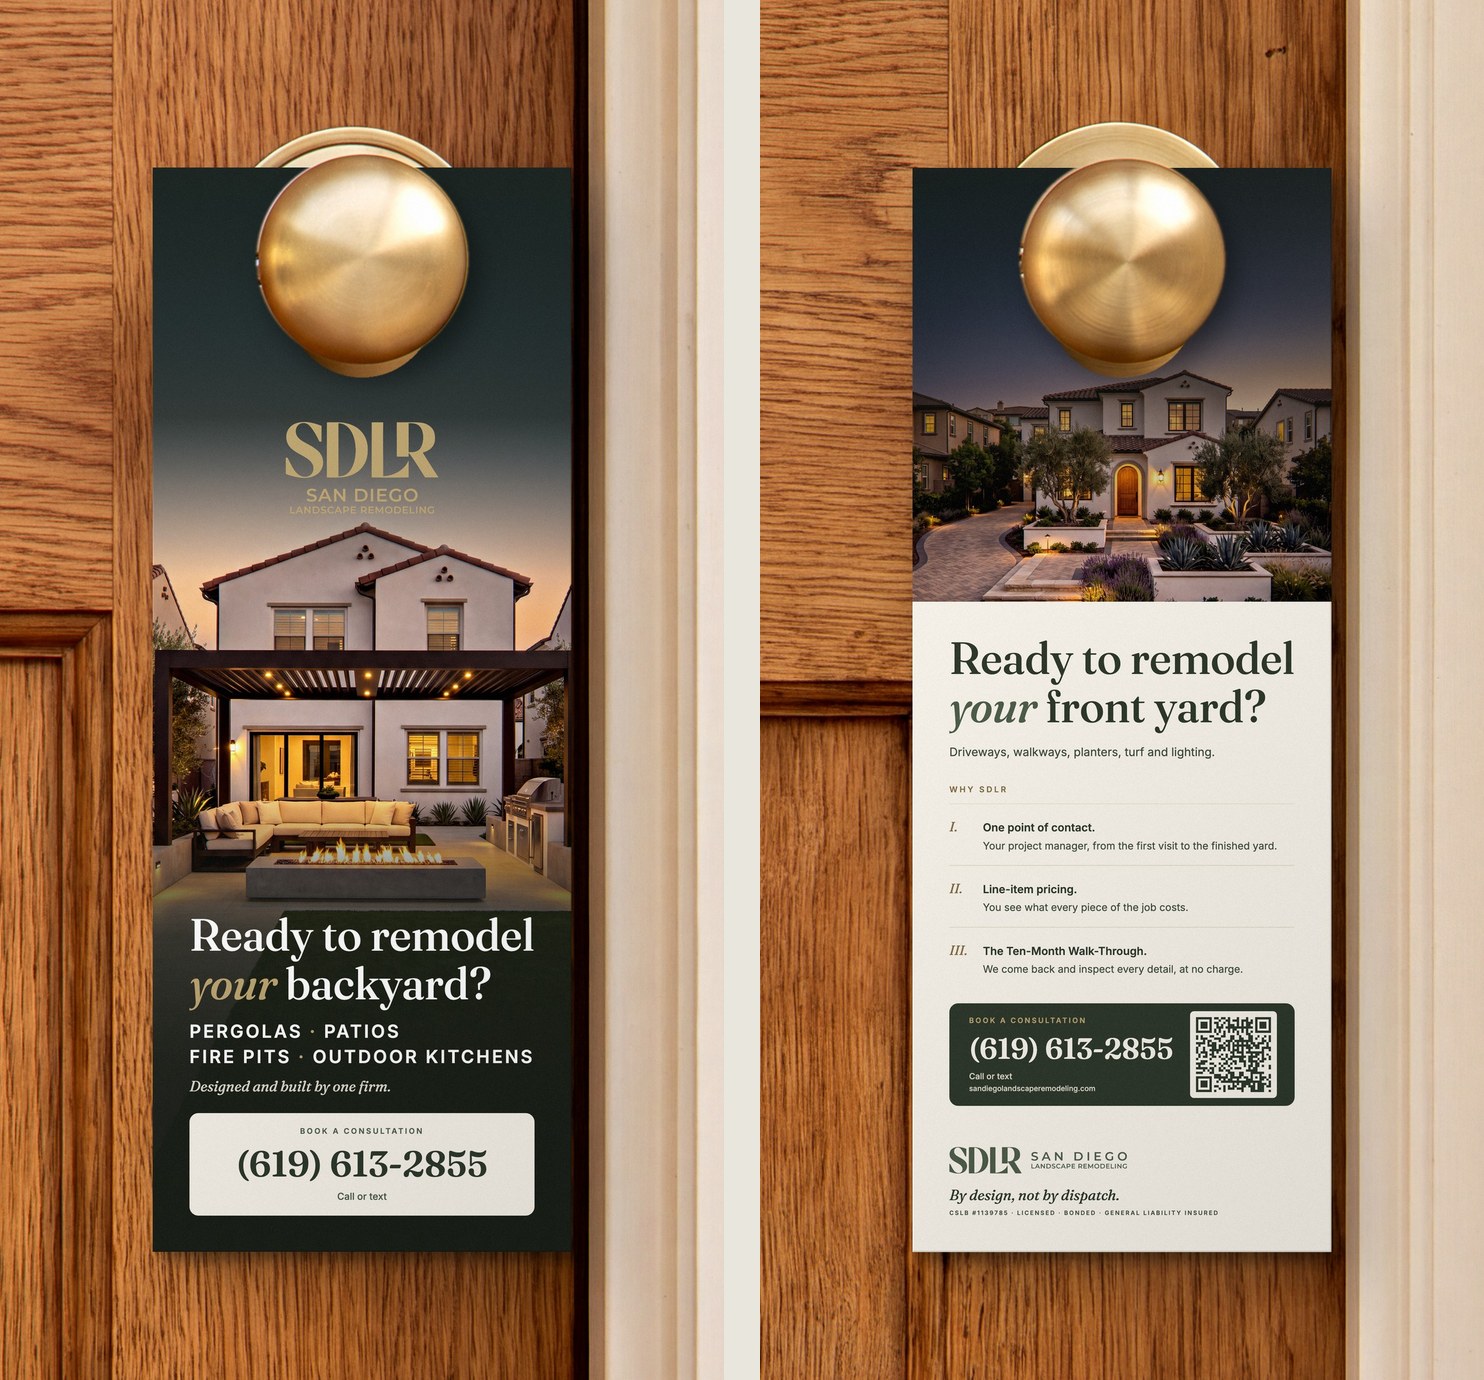 SDLR
SAN DIEGO
LANDSCAPE REMODELING
Ready to remodel
your backyard?
PERGOLAS · PATIOS
FIRE PITS · OUTDOOR KITCHENS
Designed and built by one firm.
BOOK A CONSULTATION
(619) 613-2855
Call or text
Ready to remodel
your front yard?
Driveways, walkways, planters, turf and lighting.
WHY SDLR
I. One point of contact.
Your project manager, from the first visit to the finished yard.
II. Line-item pricing.
You see what every piece of the job costs.
III. The Ten-Month Walk-Through.
We come back and inspect every detail, at no charge.
BOOK A CONSULTATION
(619) 613-2855
Call or text
sandiegolandscaperemodeling.com
SDLR SAN DIEGO
LANDSCAPE REMODELING
By design, not by dispatch.
CSLB #1139785 · LICENSED · BONDED · GENERAL LIABILITY INSURED